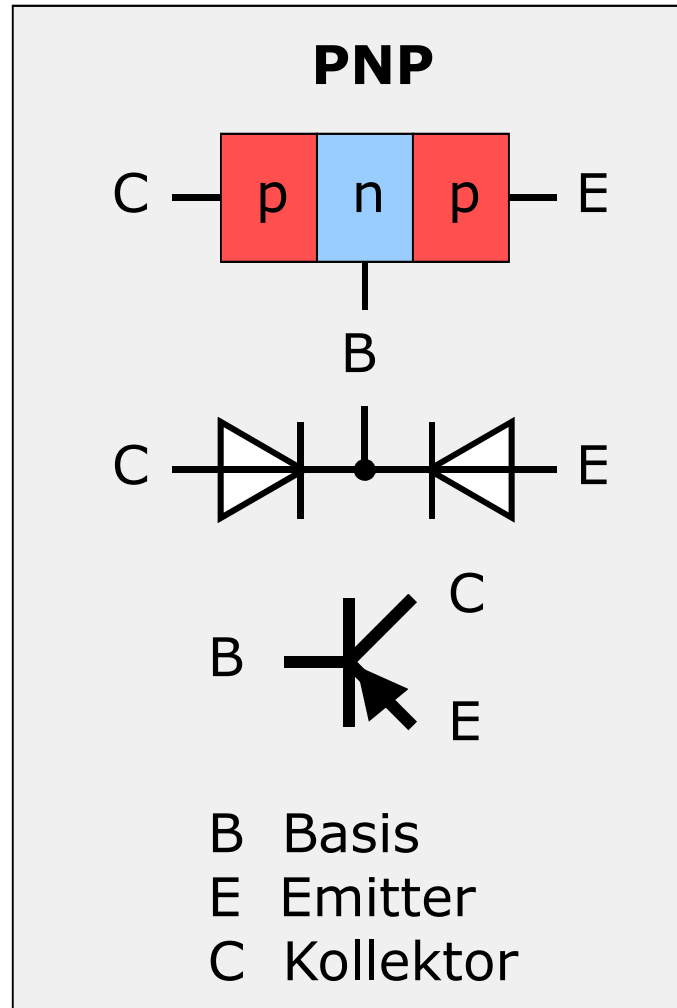 PNP
C p n p E
B
C E
C
B
E
B Basis
E Emitter
C Kollektor